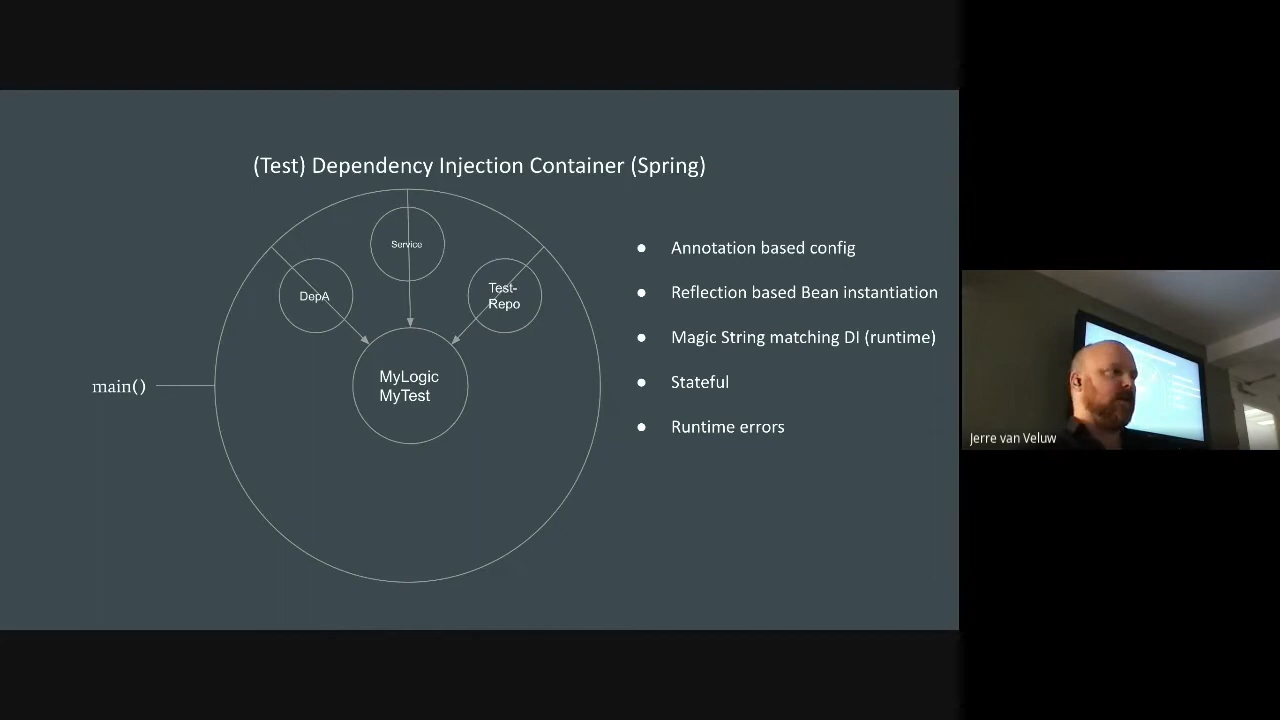 (Test) Dependency Injection Container (Spring)
Service
DepA
Test-
Repo
MyLogic
MyTest
main()
Annotation based config
Reflection based Bean instantiation
Magic String matching DI (runtime)
Stateful
Runtime errors
Jerre van Veluw